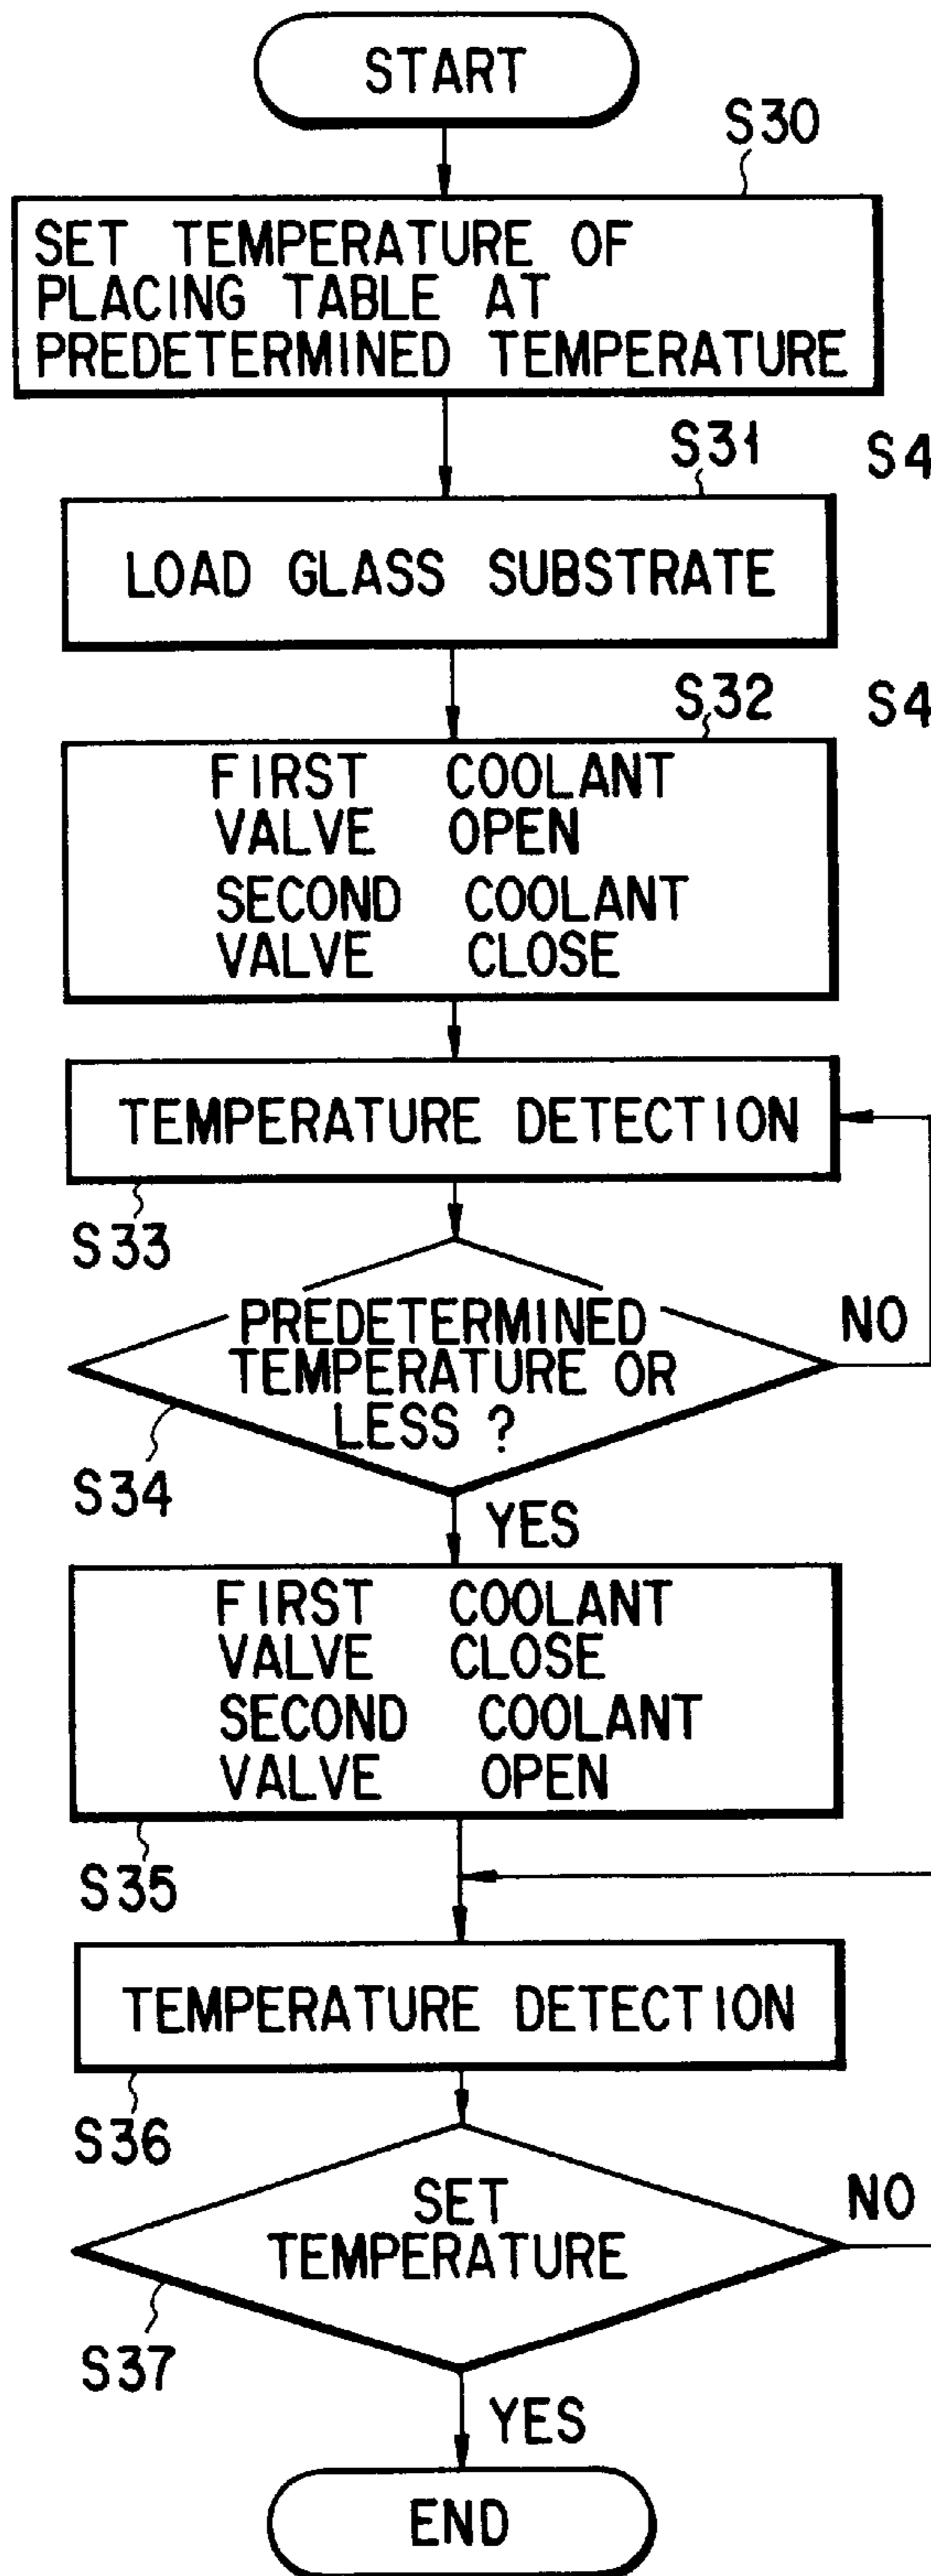 START
S30
SET TEMPERATURE OF
PLACING TABLE AT
PREDETERMINED TEMPERATURE
S31
S4
LOAD GLASS SUBSTRATE
S32
S4
FIRST COOLANT
VALVE OPEN
SECOND COOLANT
VALVE CLOSE
TEMPERATURE DETECTION
S33
PREDETERMINED
TEMPERATURE OR
LESS ?
NO
S34
YES
FIRST COOLANT
VALVE CLOSE
SECOND COOLANT
VALVE OPEN
S35
TEMPERATURE DETECTION
S36
SET
TEMPERATURE
NO
S37
YES
END